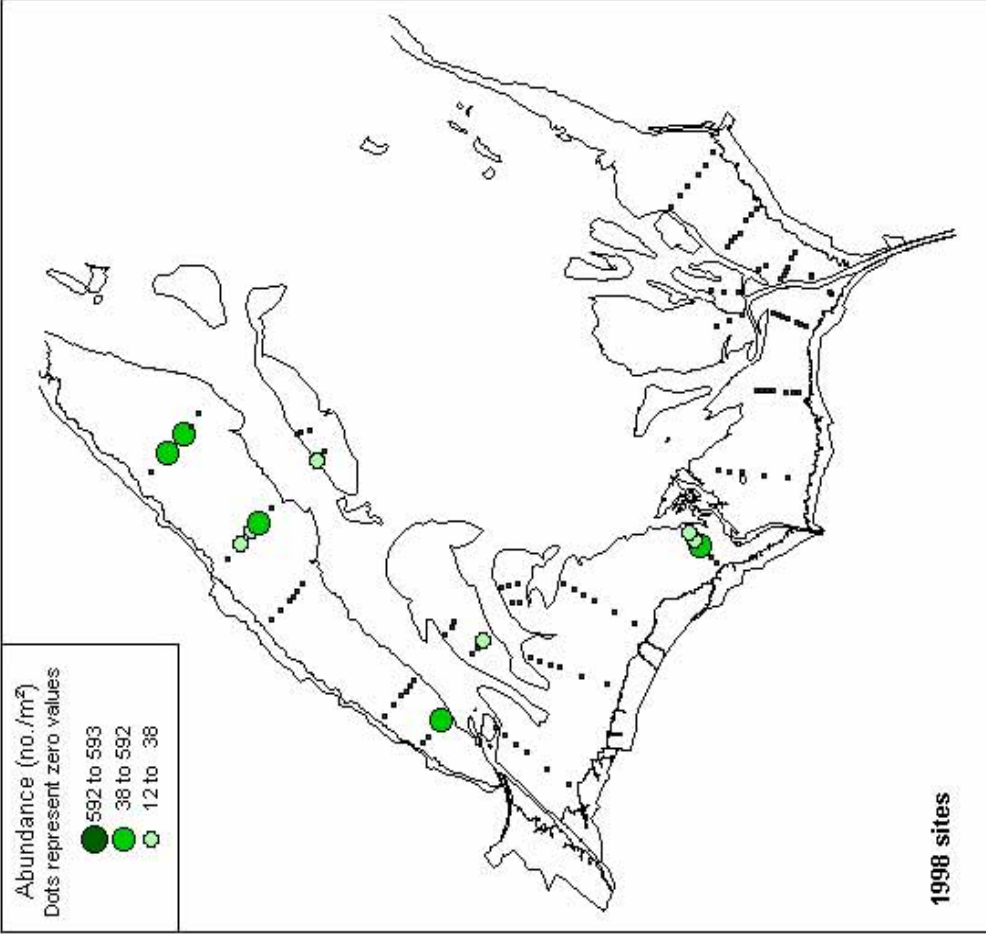 Abundance (no./m²)
Dots represent zero values
592 to 593
38 to 592
12 to 38
1998 sites